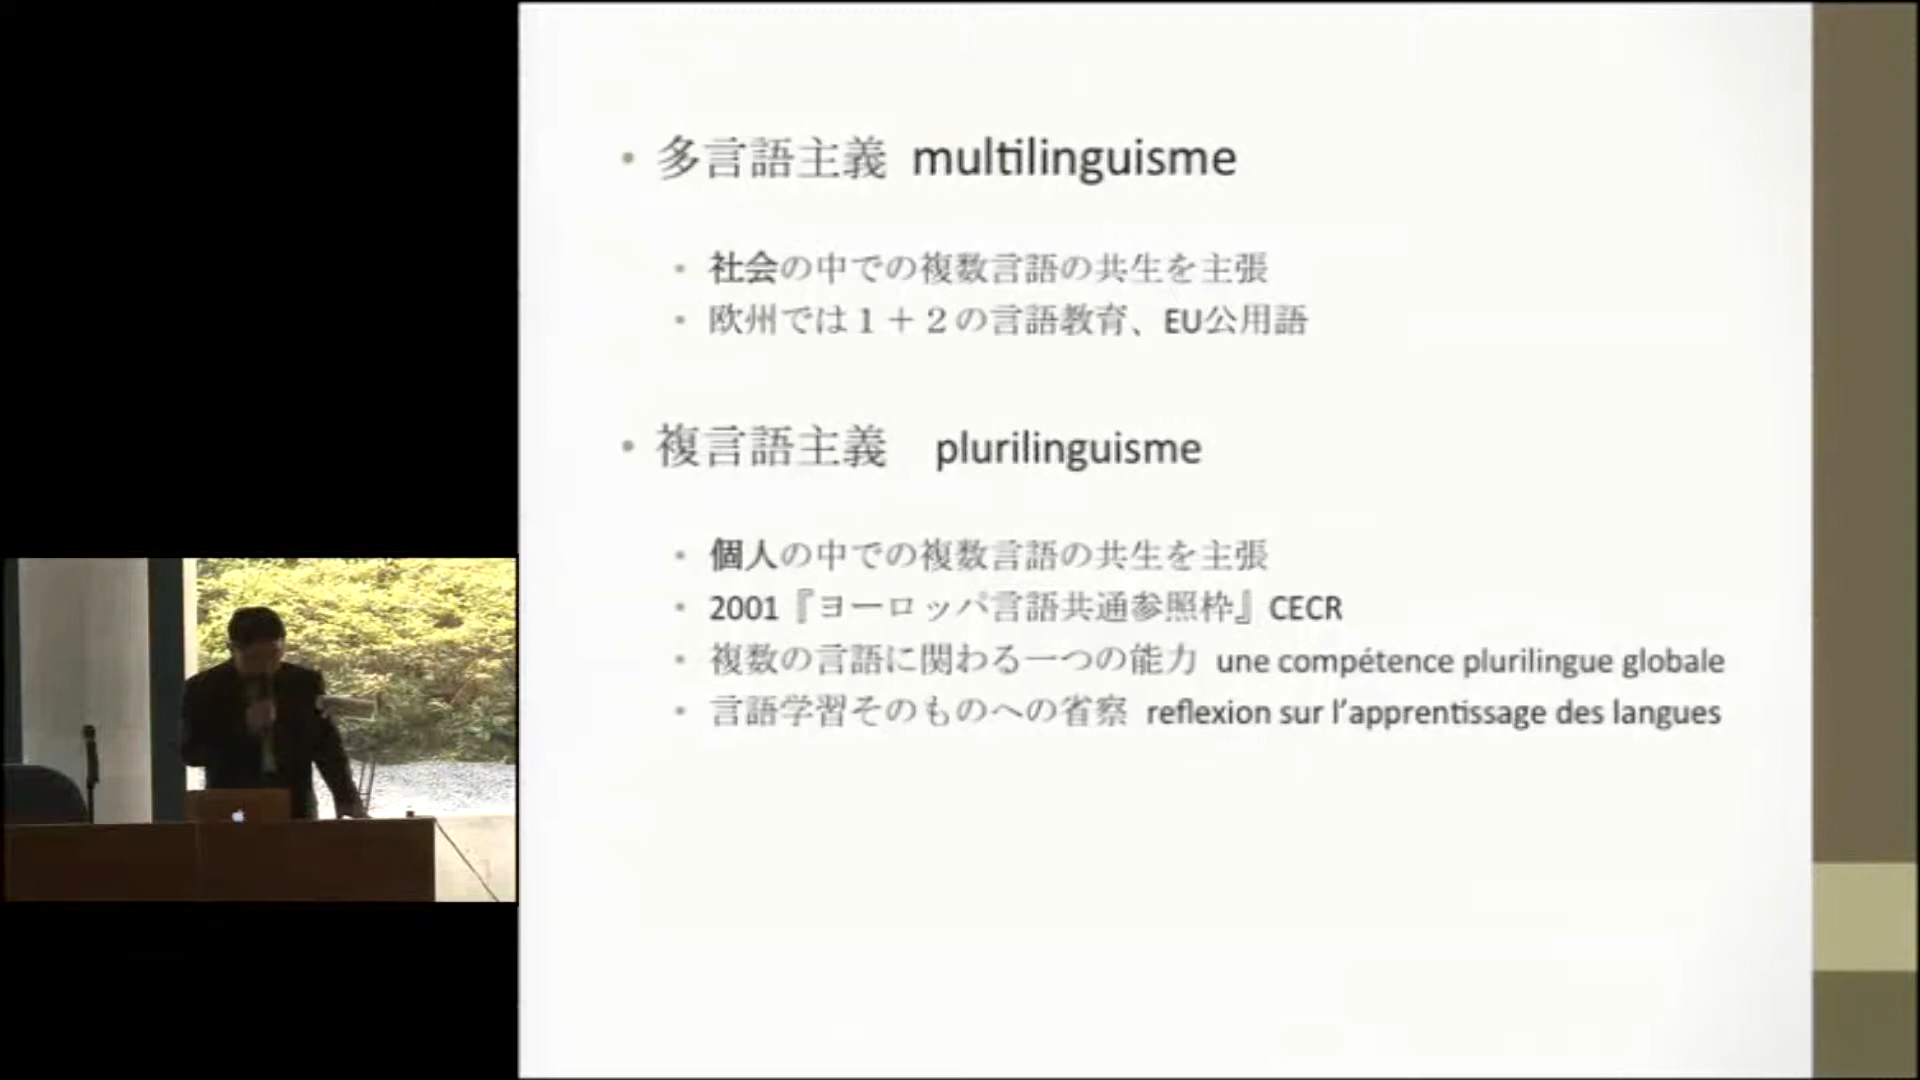 • 多言語主義 multilinguisme
• 社会の中での複数言語の共生を主張
• 欧州では１＋２の言語教育、EU公用語
• 複言語主義　plurilinguisme
• 個人の中での複数言語の共生を主張
• 2001『ヨーロッパ言語共通参照枠』CECR
• 複数の言語に関わる一つの能力 une compétence plurilingue globale
• 言語学習そのものへの省察 reflexion sur l’apprentissage des langues